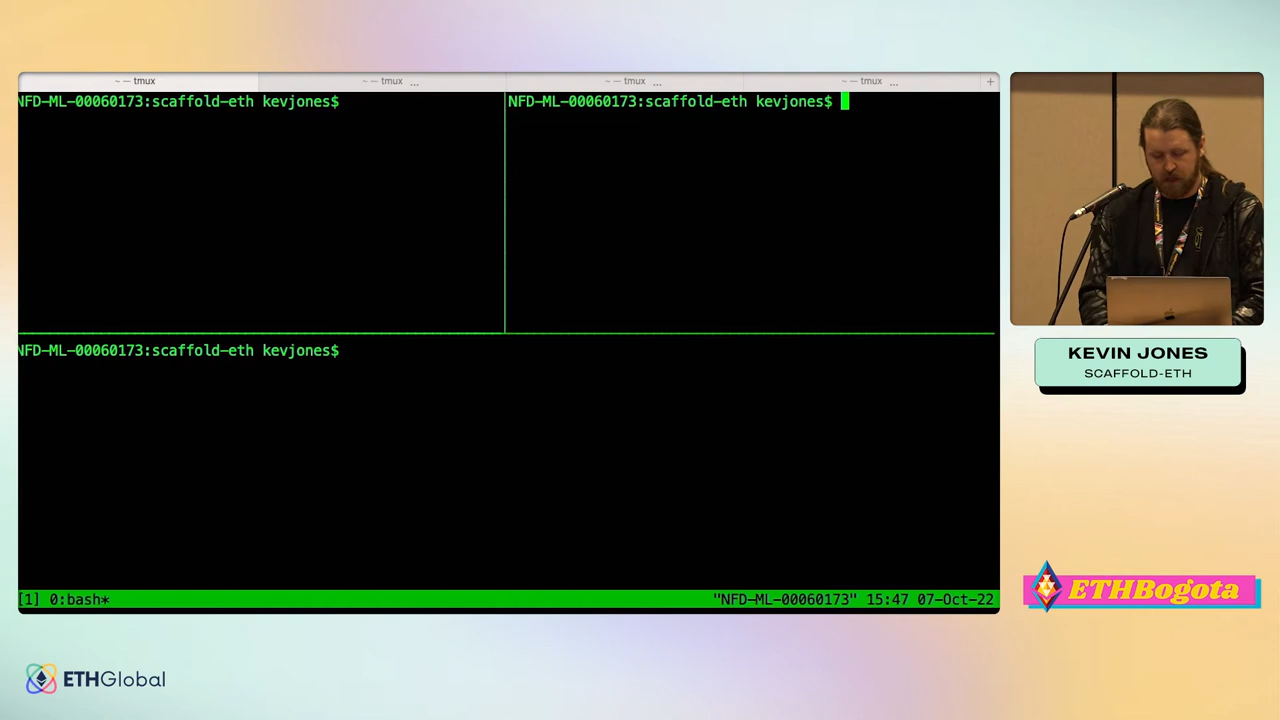 ~ — tmux
~ — tmux ...
~ — tmux ...
~ — tmux ...
+
NFD-ML-00060173:scaffold-eth kevjones$
NFD-ML-00060173:scaffold-eth kevjones$
NFD-ML-00060173:scaffold-eth kevjones$
[1] 0:bash*
"NFD-ML-00060173" 15:47 07-Oct-22
KEVIN JONES
SCAFFOLD-ETH
ETHBogota
ETHGlobal